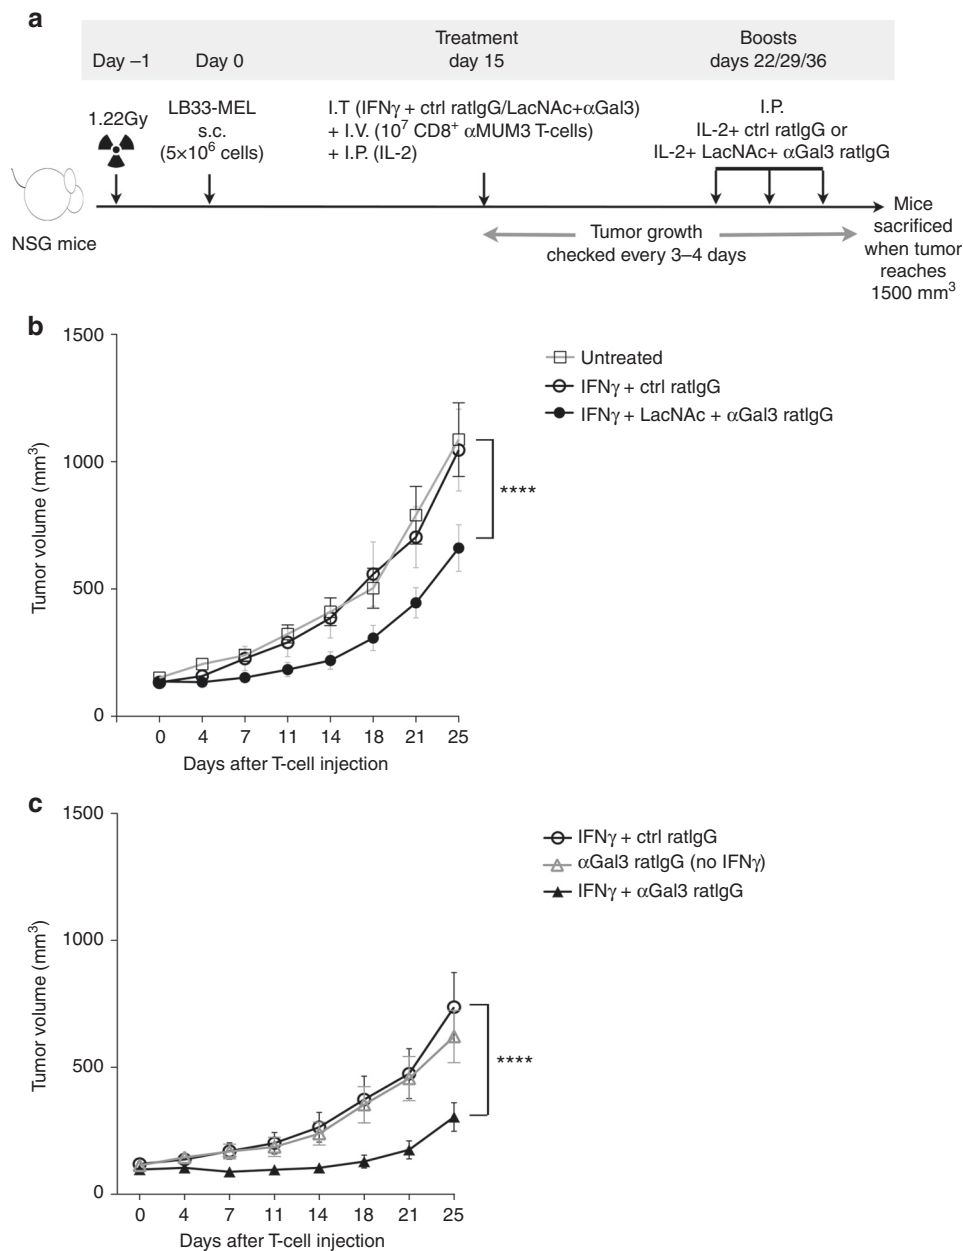 a
Treatment Boosts
Day –1 Day 0 day 15 days 22/29/36
LB33-MEL I.T (IFNγ + ctrl ratIgG/LacNAc+αGal3) I.P.
1.22Gy s.c. + I.V. (10⁷ CD8⁺ αMUM3 T-cells) IL-2+ ctrl ratIgG or
(5×10⁶ cells) + I.P. (IL-2) IL-2+ LacNAc+ αGal3 ratIgG
NSG mice
Tumor growth
checked every 3–4 days
Mice
sacrificed
when tumor
reaches
1500 mm³
b
1500
1000
500
0
Tumor volume (mm³)
Untreated
IFNγ + ctrl ratIgG
IFNγ + LacNAc + αGal3 ratIgG
****
0 4 7 11 14 18 21 25
Days after T-cell injection
c
1500
1000
500
0
Tumor volume (mm³)
IFNγ + ctrl ratIgG
αGal3 ratIgG (no IFNγ)
IFNγ + αGal3 ratIgG
****
0 4 7 11 14 18 21 25
Days after T-cell injection